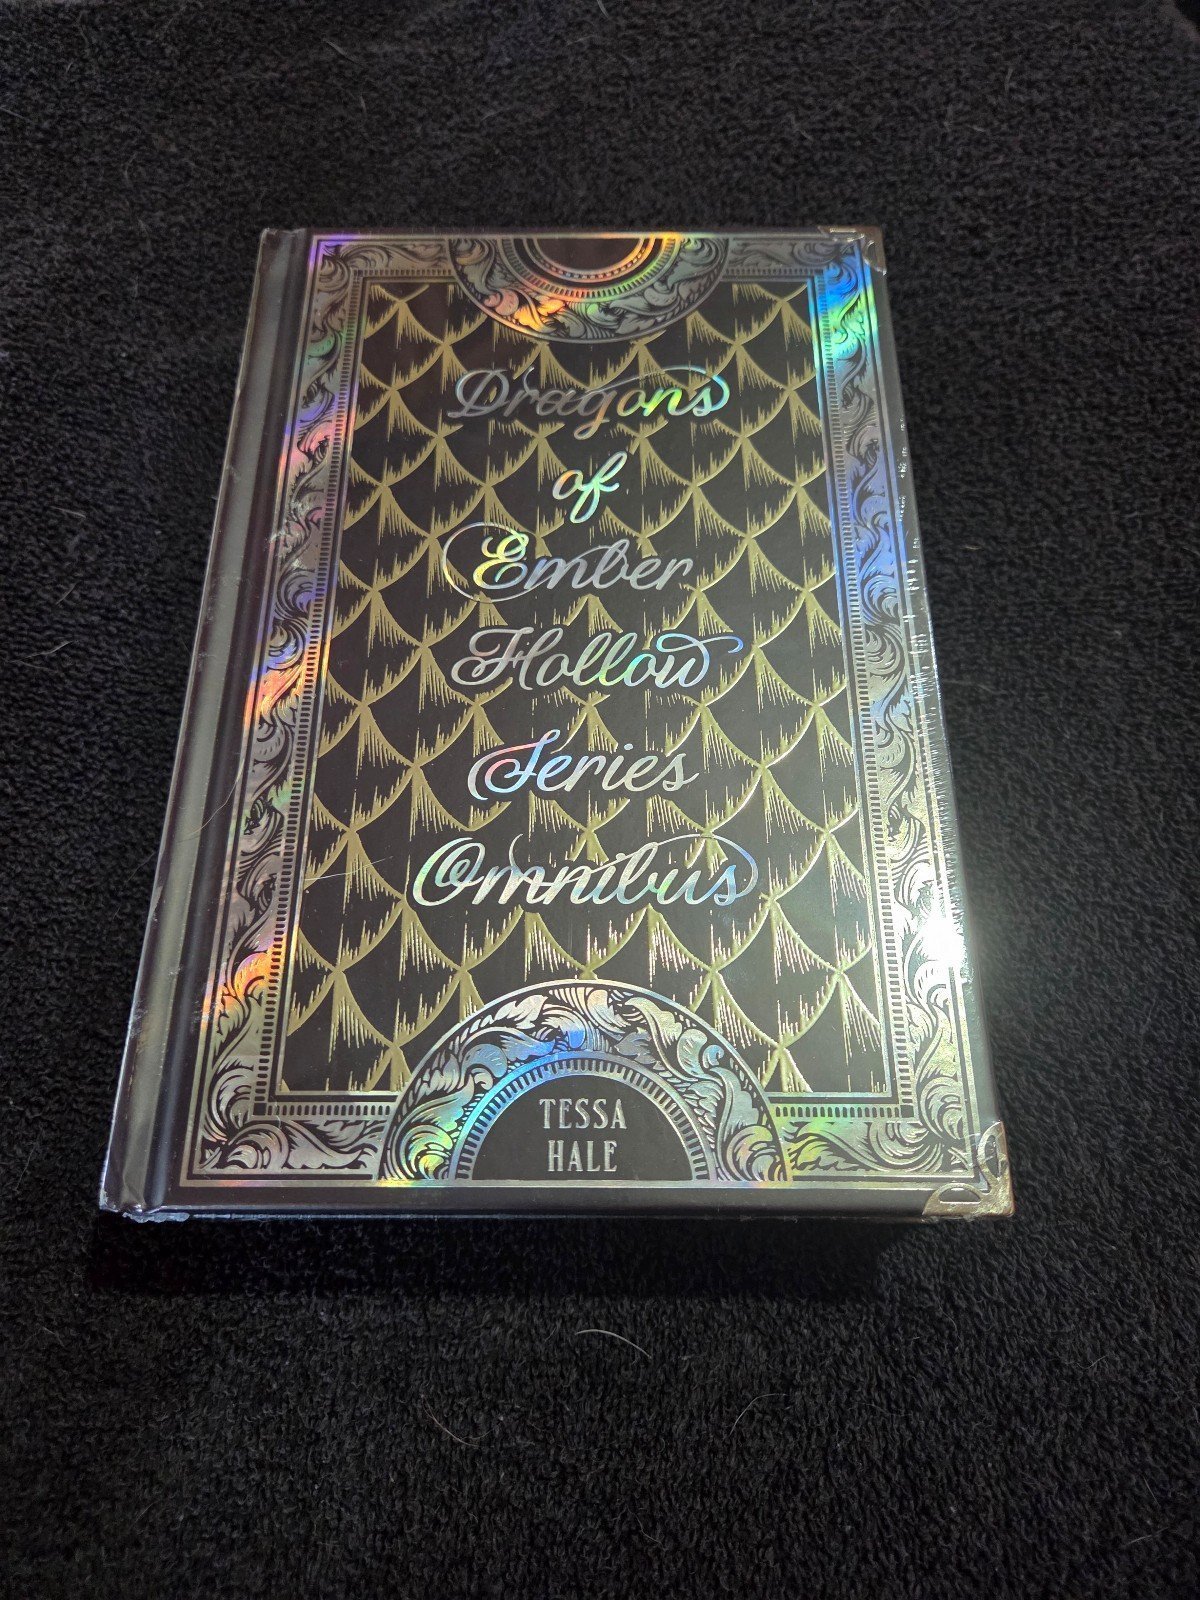 Dragons
of
Ember
Hollow
Series
Omnibus
TESSA
HALE